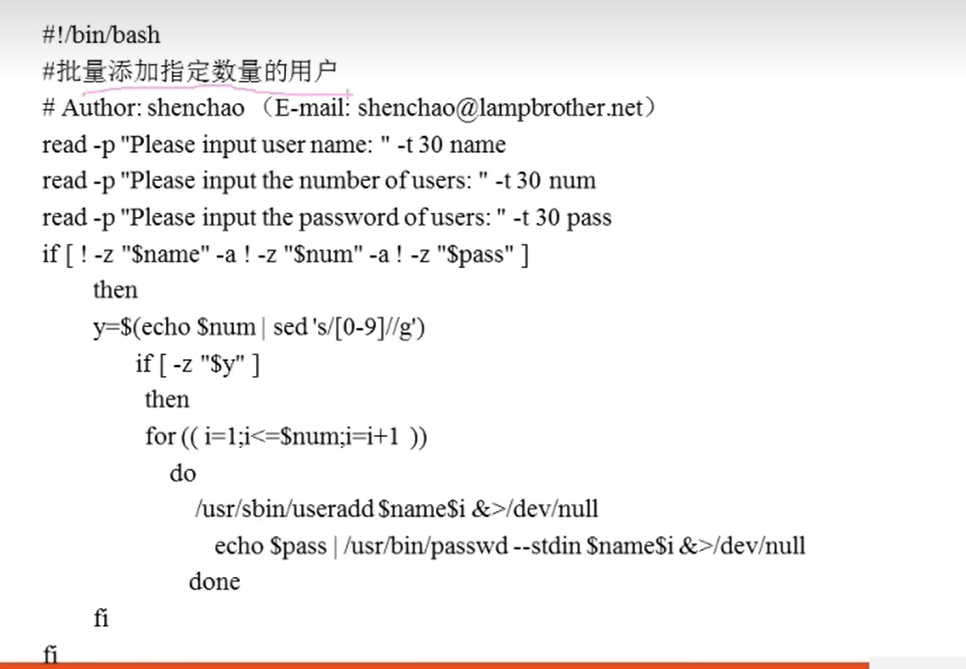 #!/bin/bash
#批量添加指定数量的用户
# Author: shenchao （E-mail: shenchao@lampbrother.net）
read -p "Please input user name: " -t 30 name
read -p "Please input the number of users: " -t 30 num
read -p "Please input the password of users: " -t 30 pass
if [ ! -z "$name" -a ! -z "$num" -a ! -z "$pass" ]
then
y=$(echo $num | sed 's/[0-9]//g')
if [ -z "$y" ]
then
for (( i=1;i<=$num;i=i+1 ))
do
/usr/sbin/useradd $name$i &>/dev/null
echo $pass | /usr/bin/passwd --stdin $name$i &>/dev/null
done
fi
fi